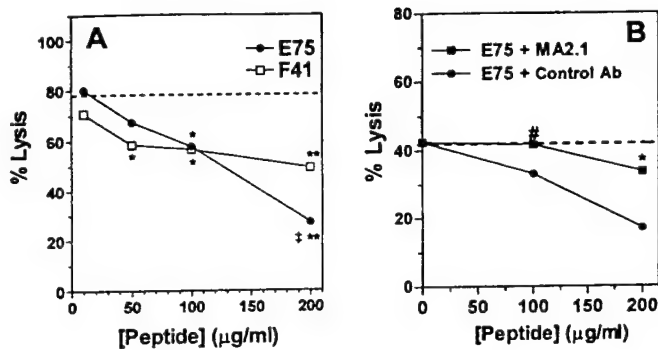 A
E75
F41
% Lysis
100
80
60
40
20
0
*
*
*
**
‡ **
0 50 100 150 200
[Peptide] (µg/ml)
B
E75 + MA2.1
E75 + Control Ab
% Lysis
80
60
40
20
0
#
*
0 50 100 150 200
[Peptide] (µg/ml)